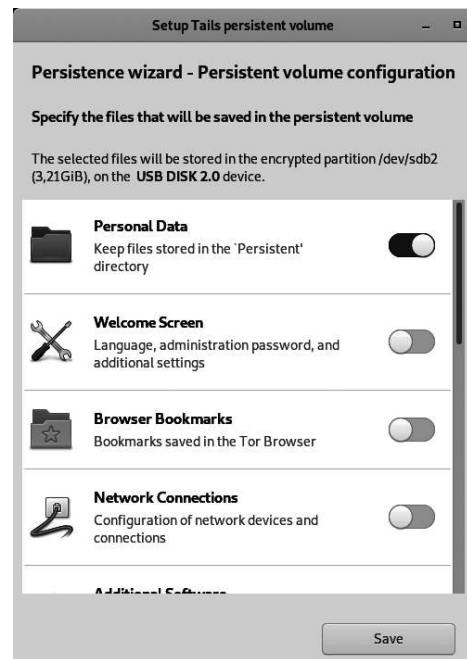 Setup Tails persistent volume
Persistence wizard - Persistent volume configuration
Specify the files that will be saved in the persistent volume
The selected files will be stored in the encrypted partition /dev/sdb2
(3,21GiB), on the USB DISK 2.0 device.
Personal Data
Keep files stored in the `Persistent'
directory
Welcome Screen
Language, administration password, and
additional settings
Browser Bookmarks
Bookmarks saved in the Tor Browser
Network Connections
Configuration of network devices and
connections
Additional Software
Save